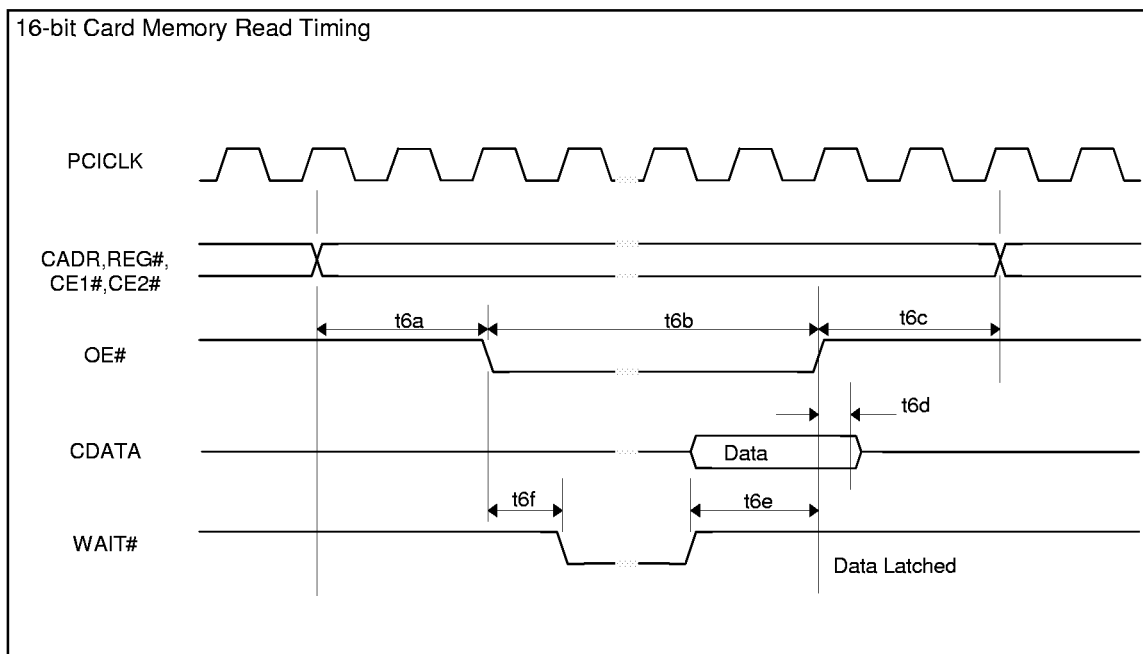 16-bit Card Memory Read Timing
PCICLK
CADR,REG#,
CE1#,CE2#
t6a
t6b
t6c
OE#
t6d
CDATA
Data
t6f
t6e
WAIT#
Data Latched